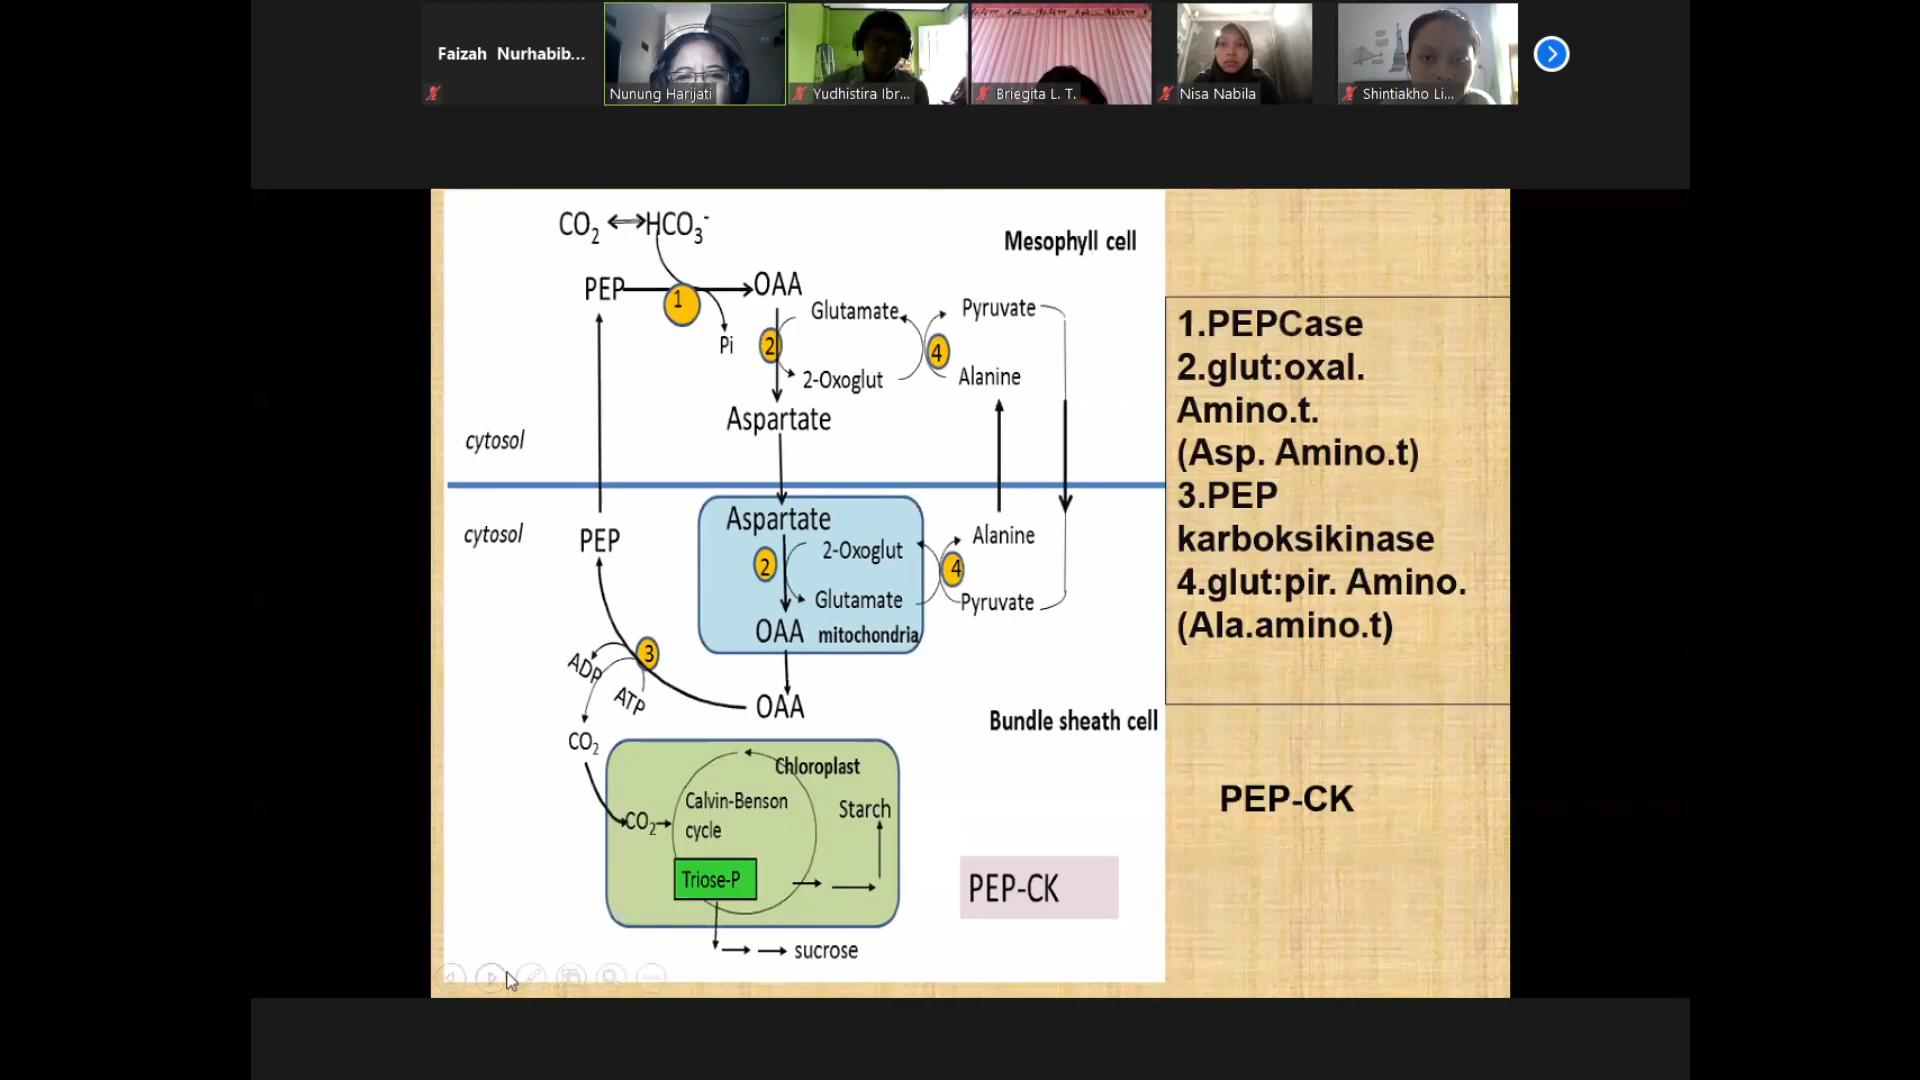 Faizah Nurhabib...
Nunung Harijati
Yudhistira Ibr...
Briegita L. T.
Nisa Nabila
Shintiakho Li...
CO2 HCO3-
Mesophyll cell
PEP
1
OAA
Pi
Glutamate
Pyruvate
2
4
2-Oxoglut
Alanine
Aspartate
cytosol
cytosol
PEP
Aspartate
2-Oxoglut
Alanine
2
4
Glutamate
Pyruvate
OAA mitochondria
3
ADP
ATP
OAA
Bundle sheath cell
CO2
Chloroplast
Calvin-Benson
cycle
Starch
CO2
Triose-P
sucrose
PEP-CK
1.PEPCase
2.glut:oxal.
Amino.t.
(Asp. Amino.t)
3.PEP
karboksikinase
4.glut:pir. Amino.
(Ala.amino.t)
PEP-CK